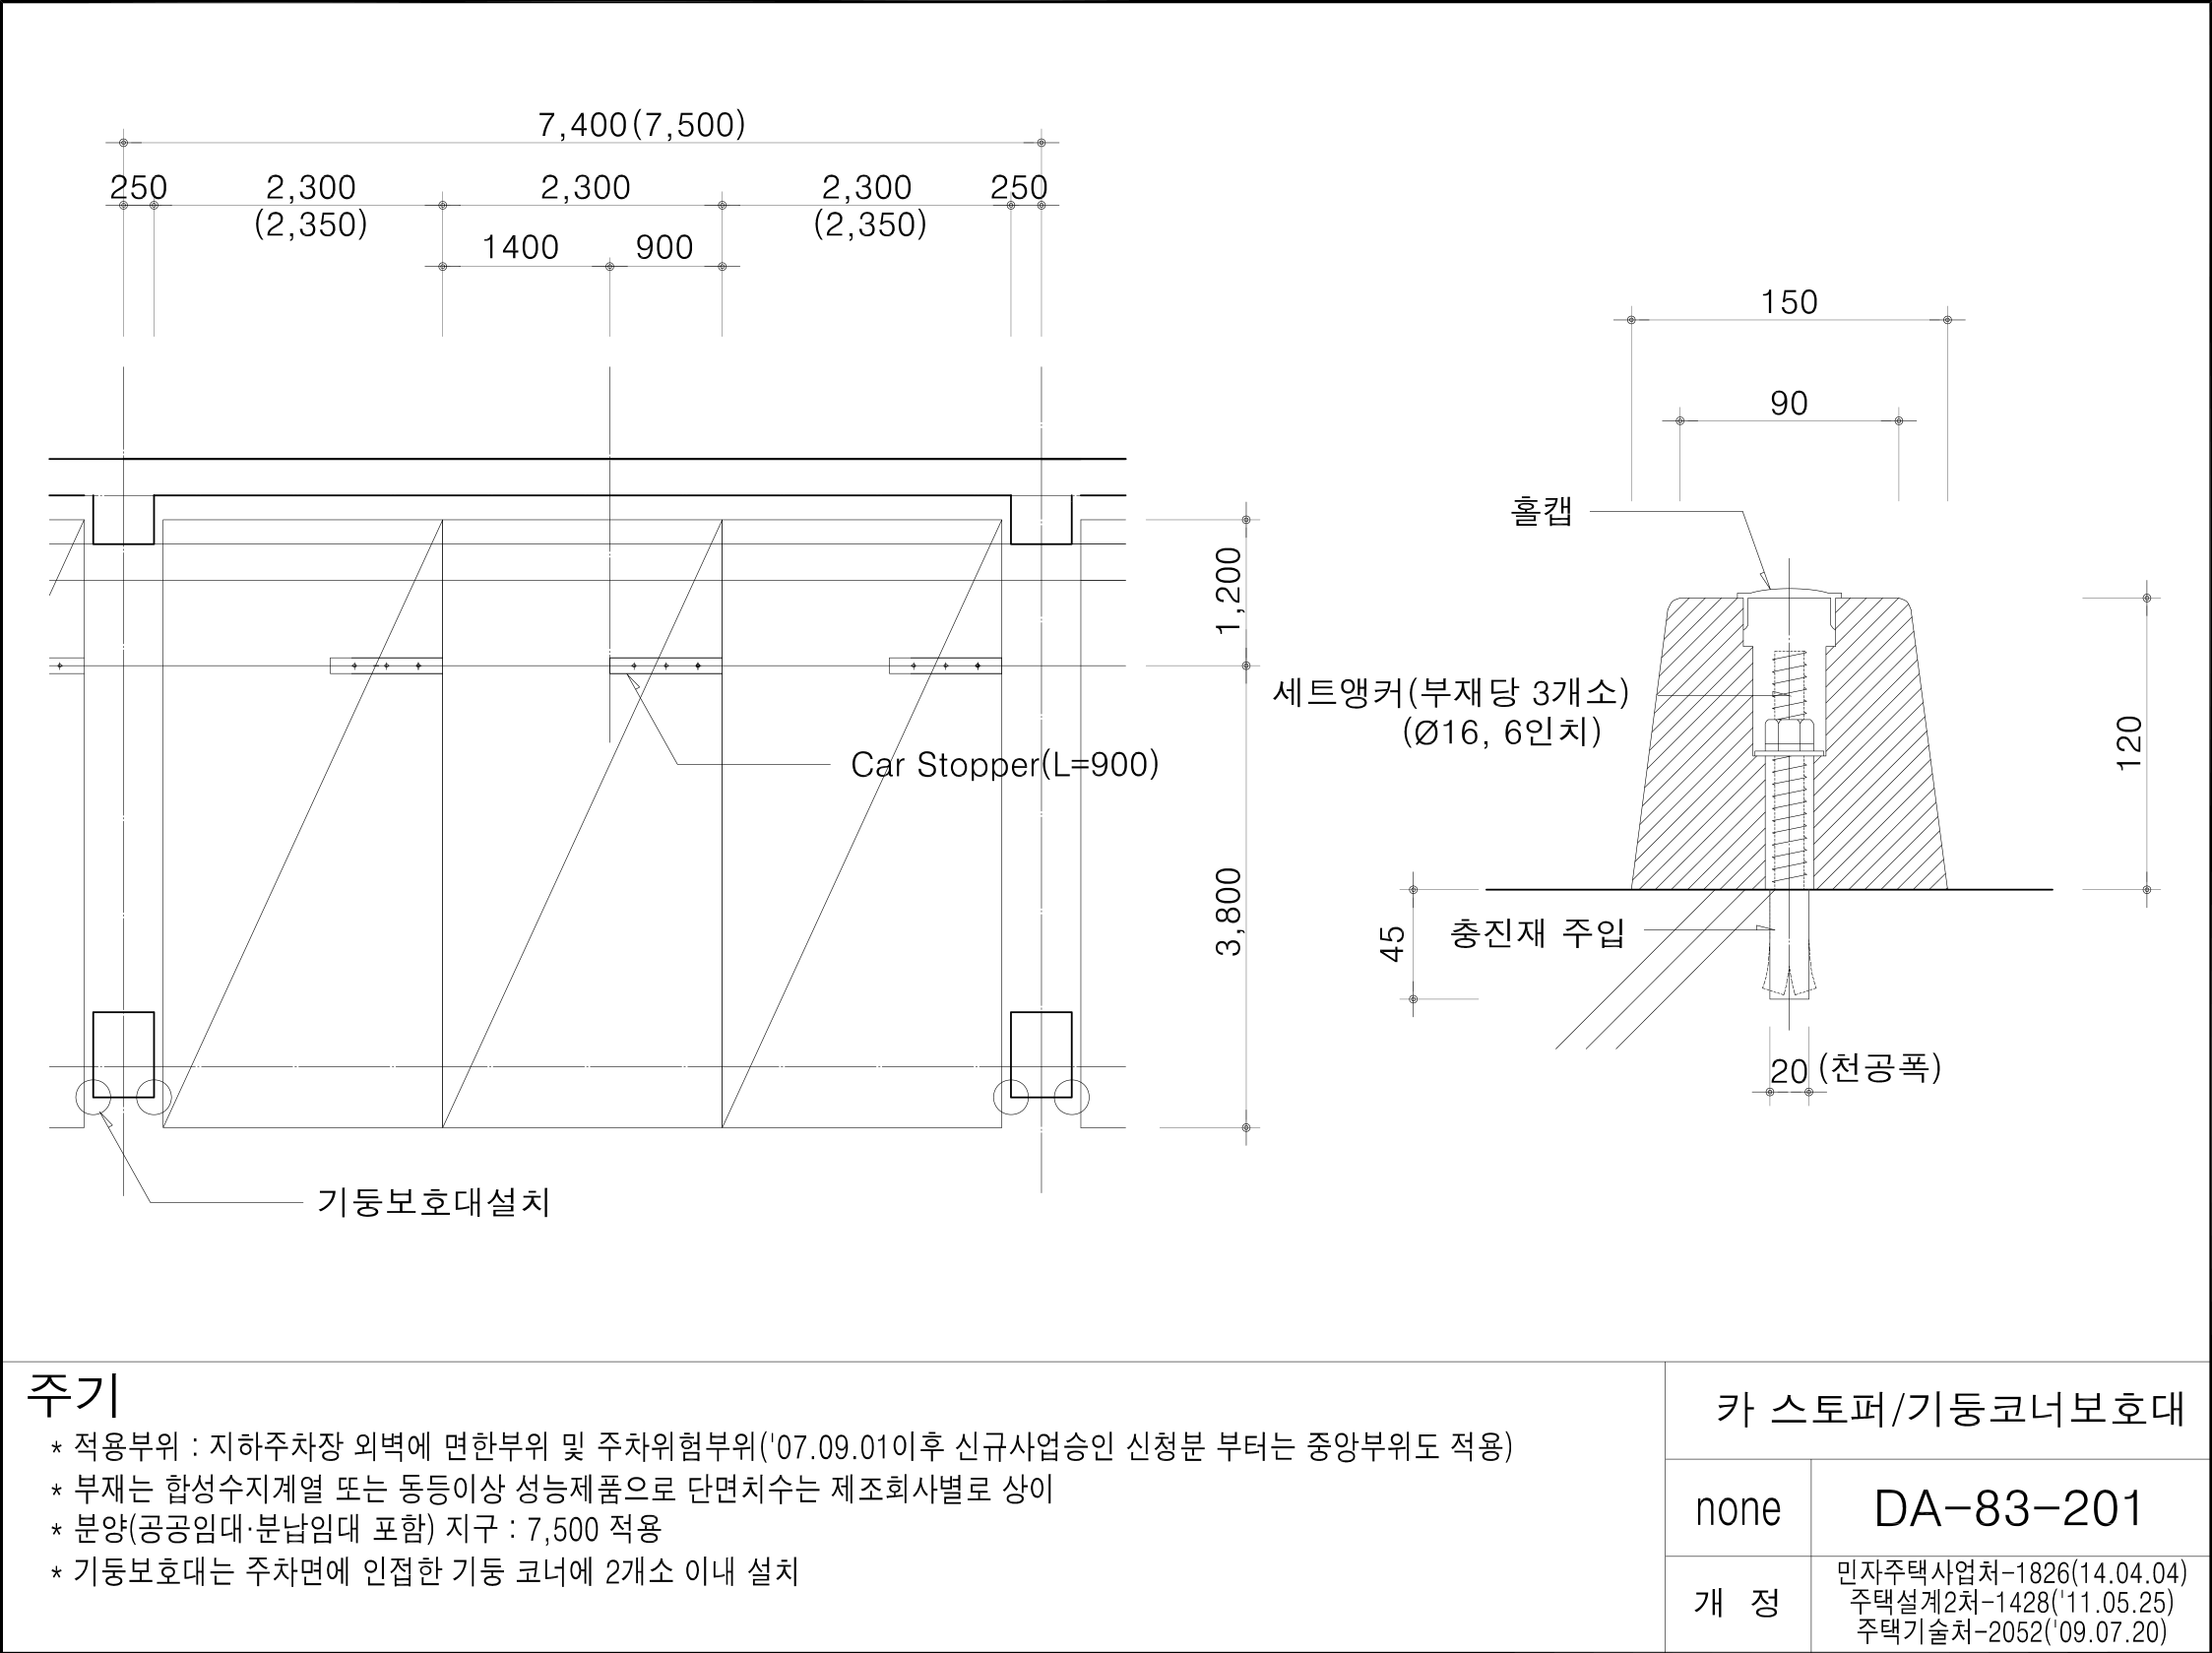 7,400(7,500)
250 2,300 2,300 2,300 250
(2,350) (2,350)
1400 900
150
90
홀캡
1,200
세트앵커(부재당 3개소)
(Ø16, 6인치)
120
Car Stopper(L=900)
3,800
45
충진재 주입
20 (천공폭)
기둥보호대설치
주기
* 적용부위 : 지하주차장 외벽에 면한부위 및 주차위험부위('07.09.01이후 신규사업승인 신청분 부터는 중앙부위도 적용)
* 부재는 합성수지계열 또는 동등이상 성능제품으로 단면치수는 제조회사별로 상이
* 분양(공공임대·분납임대 포함) 지구 : 7,500 적용
* 기둥보호대는 주차면에 인접한 기둥 코너에 2개소 이내 설치
카 스토퍼/기둥코너보호대
none DA-83-201
개 정
민자주택사업처-1826(14.04.04)
주택설계2처-1428('11.05.25)
주택기술처-2052('09.07.20)